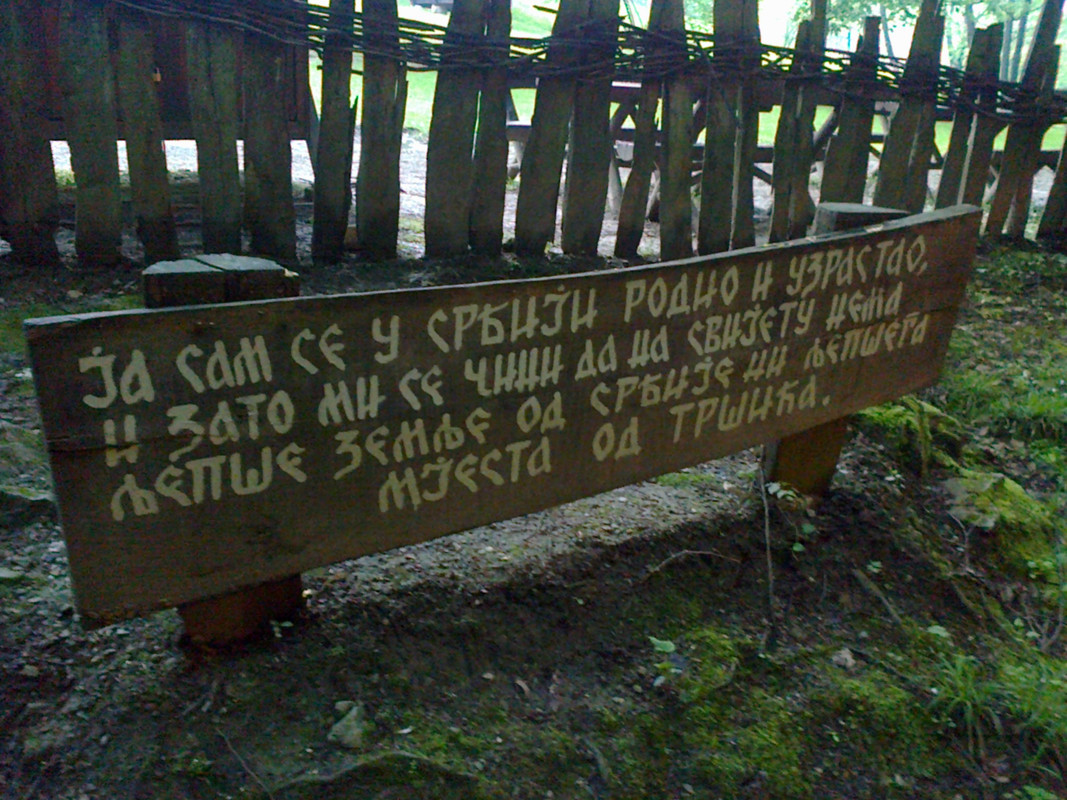 ЈА САМ СЕ У СРБИЈИ РОДИО И УЗРАСТАО,
И ЗАТО МИ СЕ ЧИНИ ДА НА СВИЈЕТУ НЕМА
ЉЕПШЕ ЗЕМЉЕ ОД СРБИЈЕ НИ ЉЕПШЕГА
МЈЕСТА ОД ТРШИЋА.